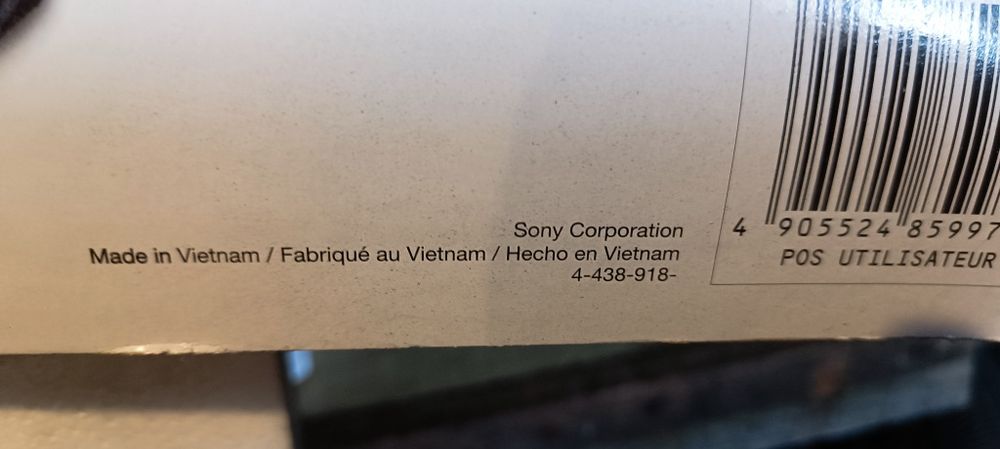 Sony Corporation
Made in Vietnam / Fabriqué au Vietnam / Hecho en Vietnam
4-438-918-
4 905524 85997
POS UTILISATEUR